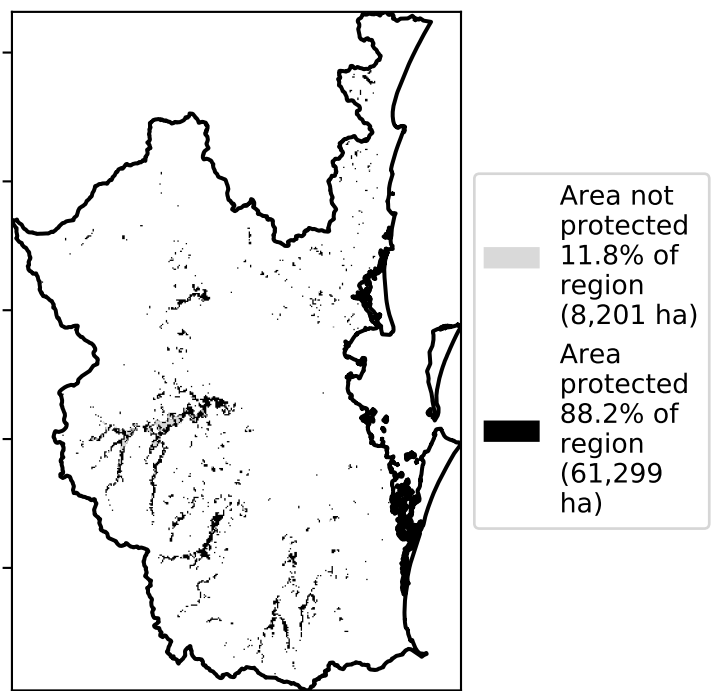 Area not
protected
11.8% of
region
(8,201 ha)
Area
protected
88.2% of
region
(61,299
ha)